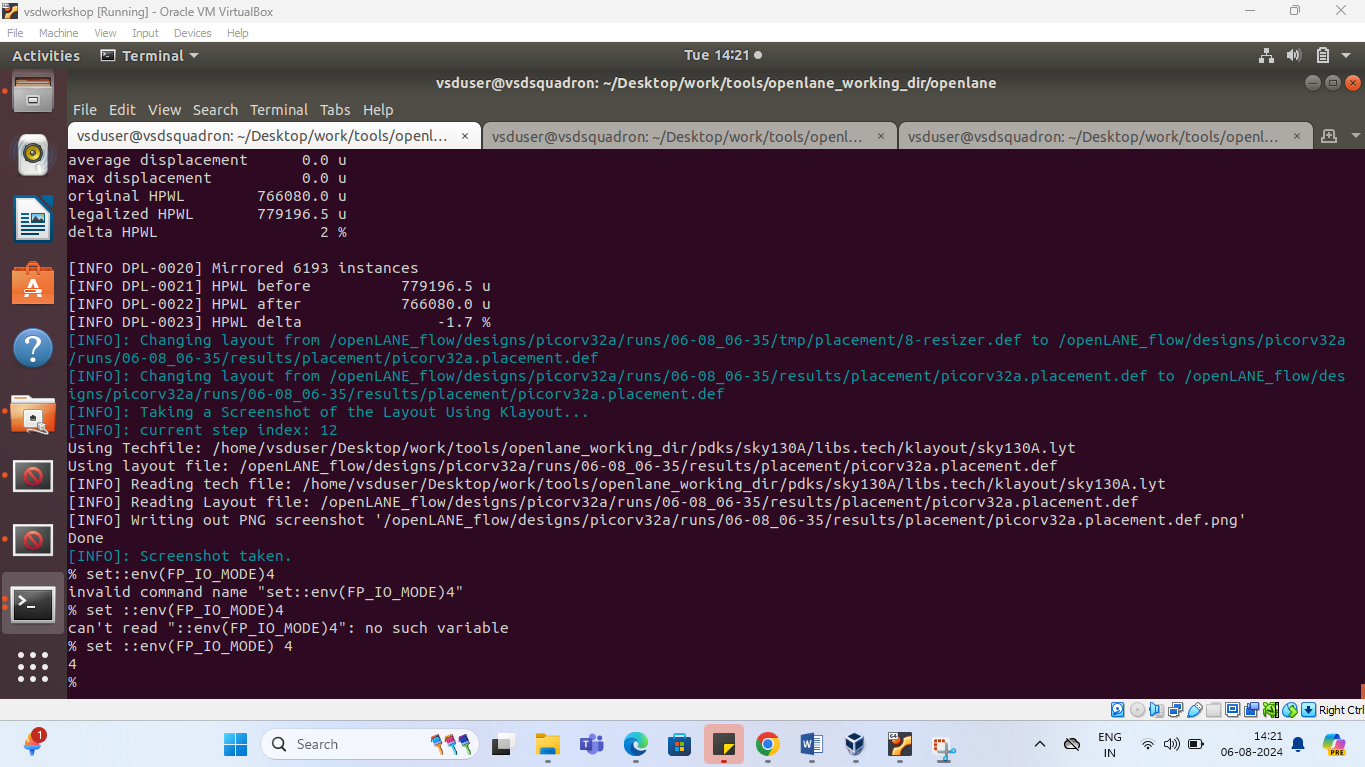 vsdworkshop [Running] - Oracle VM VirtualBox
File Machine View Input Devices Help
Activities Terminal Tue 14:21
vsduser@vsdsquadron: ~/Desktop/work/tools/openlane_working_dir/openlane
File Edit View Search Terminal Tabs Help
vsduser@vsdsquadron: ~/Desktop/work/tools/openl... × vsduser@vsdsquadron: ~/Desktop/work/tools/openl... × vsduser@vsdsquadron: ~/Desktop/work/tools/openl... ×
average displacement 0.0 u
max displacement 0.0 u
original HPWL 766080.0 u
legalized HPWL 779196.5 u
delta HPWL 2 %
[INFO DPL-0020] Mirrored 6193 instances
[INFO DPL-0021] HPWL before 779196.5 u
[INFO DPL-0022] HPWL after 766080.0 u
[INFO DPL-0023] HPWL delta -1.7 %
[INFO]: Changing layout from /openLANE_flow/designs/picorv32a/runs/06-08_06-35/tmp/placement/8-resizer.def to /openLANE_flow/designs/picorv32a
/runs/06-08_06-35/results/placement/picorv32a.placement.def
[INFO]: Changing layout from /openLANE_flow/designs/picorv32a/runs/06-08_06-35/results/placement/picorv32a.placement.def to /openLANE_flow/des
igns/picorv32a/runs/06-08_06-35/results/placement/picorv32a.placement.def
[INFO]: Taking a Screenshot of the Layout Using Klayout...
[INFO]: current step index: 12
Using Techfile: /home/vsduser/Desktop/work/tools/openlane_working_dir/pdks/sky130A/libs.tech/klayout/sky130A.lyt
Using layout file: /openLANE_flow/designs/picorv32a/runs/06-08_06-35/results/placement/picorv32a.placement.def
[INFO] Reading tech file: /home/vsduser/Desktop/work/tools/openlane_working_dir/pdks/sky130A/libs.tech/klayout/sky130A.lyt
[INFO] Reading Layout file: /openLANE_flow/designs/picorv32a/runs/06-08_06-35/results/placement/picorv32a.placement.def
[INFO] Writing out PNG screenshot '/openLANE_flow/designs/picorv32a/runs/06-08_06-35/results/placement/picorv32a.placement.def.png'
Done
[INFO]: Screenshot taken.
% set::env(FP_IO_MODE)4
invalid command name "set::env(FP_IO_MODE)4"
% set ::env(FP_IO_MODE)4
can't read "::env(FP_IO_MODE)4": no such variable
% set ::env(FP_IO_MODE) 4
4
%
Right Ctrl
1 Search ENG 14:21
IN 06-08-2024 PRE